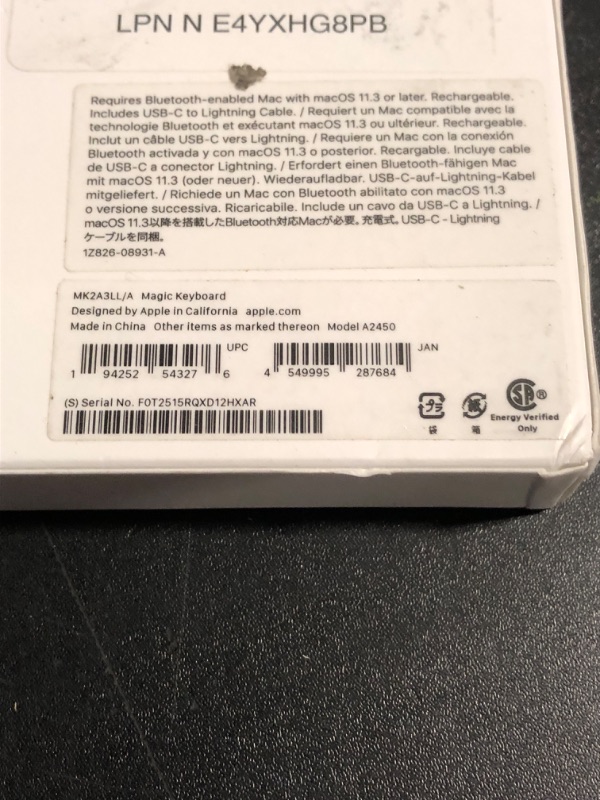 LPN N E4YXHG8PB
Requires Bluetooth-enabled Mac with macOS 11.3 or later. Rechargeable.
Includes USB-C to Lightning Cable. / Requiert un Mac compatible avec la
technologie Bluetooth et exécutant macOS 11.3 ou ultérieur. Rechargeable.
Inclut un câble USB-C vers Lightning. / Requiere un Mac con la conexión
Bluetooth activada y con macOS 11.3 o posterior. Recargable. Incluye cable
de USB-C a conector Lightning. / Erfordert einen Bluetooth-fähigen Mac
mit macOS 11.3 (oder neuer). Wiederaufladbar. USB-C-auf-Lightning-Kabel
mitgeliefert. / Richiede un Mac con Bluetooth abilitato con macOS 11.3
o versione successiva. Ricaricabile. Include un cavo da USB-C a Lightning. /
macOS 11.3以降を搭載したBluetooth対応Macが必要。充電式。USB-C - Lightning
ケーブルを同梱。
1Z826-08931-A
MK2A3LL/A Magic Keyboard
Designed by Apple in California apple.com
Made in China Other items as marked thereon Model A2450
UPC
JAN
1 94252 54327 6
4 549995 287684
(S) Serial No. F0T2515RQXD12HXAR
プラ
紙
袋
箱
SA
®
Energy Verified
Only